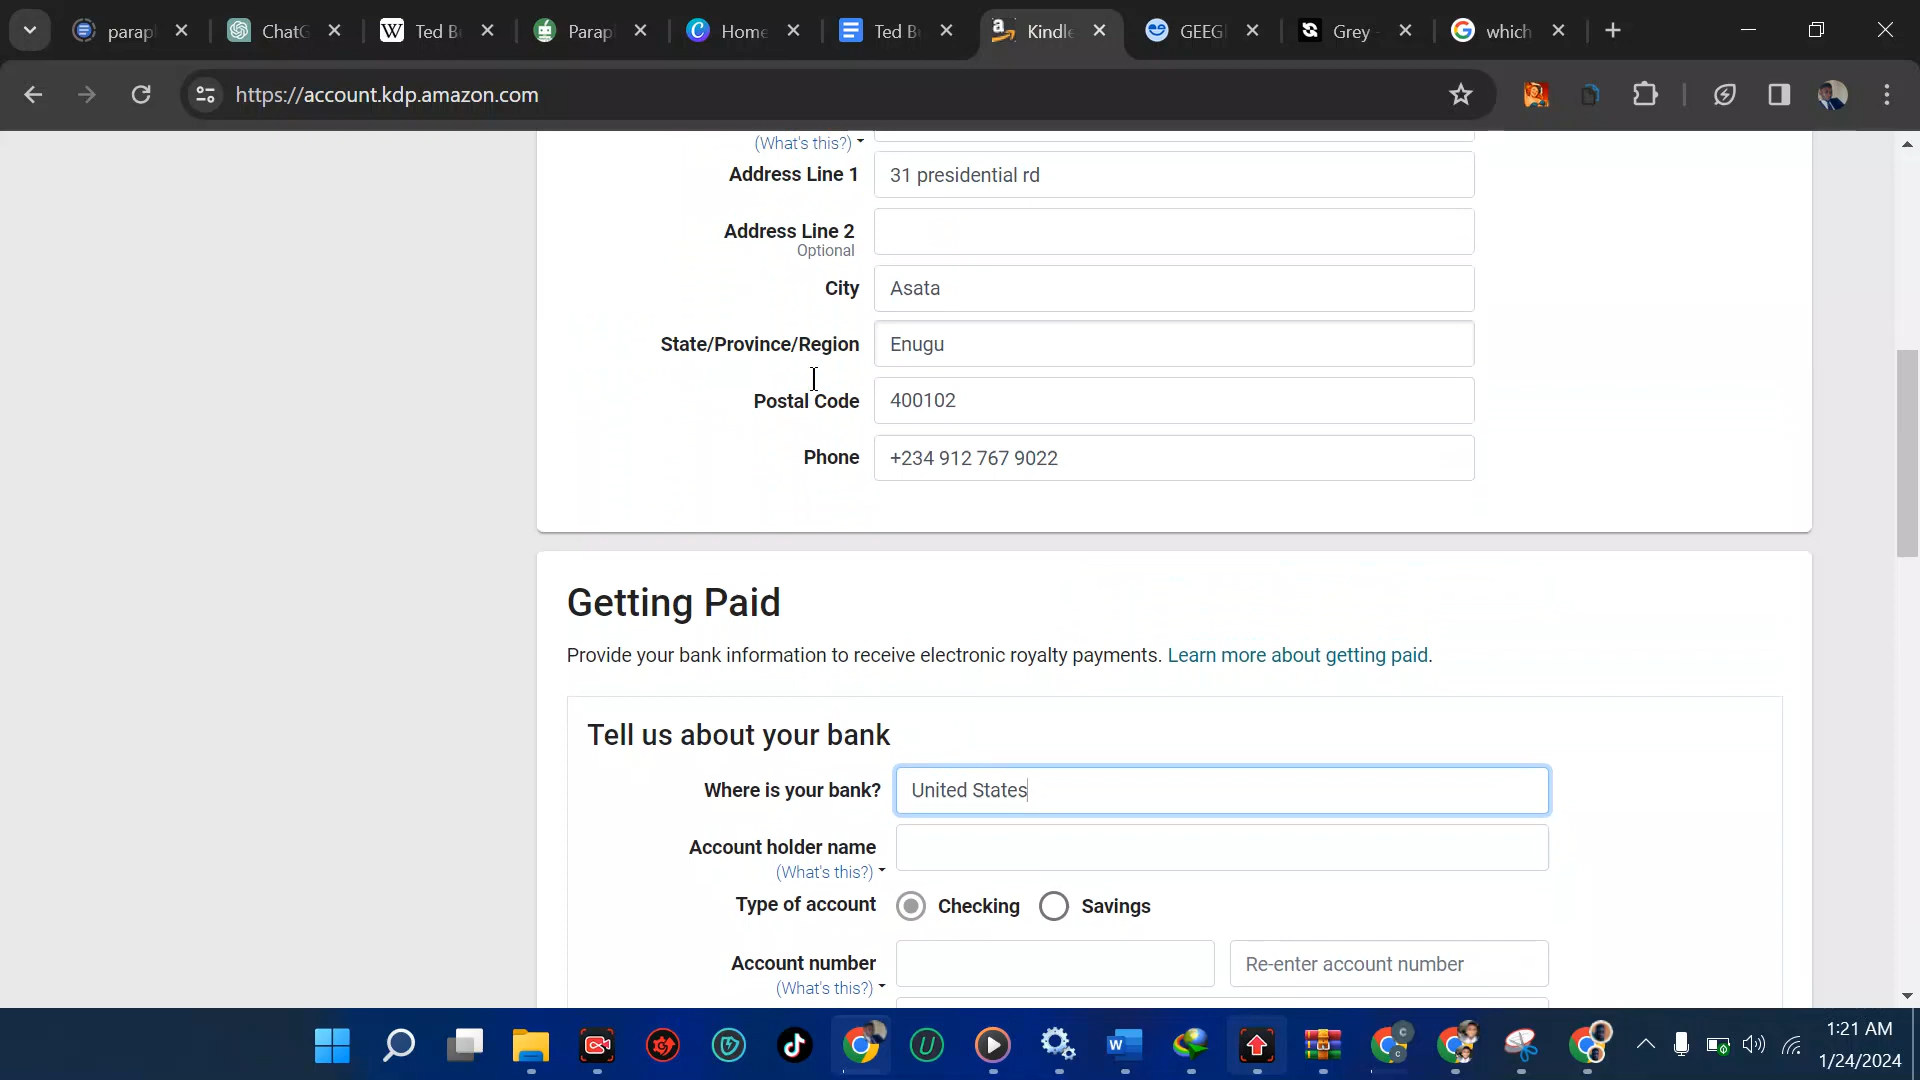 parap
ChatG
Ted B
Parap
Home
Ted B
Kindle
GEEG
Grey -
which
https://account.kdp.amazon.com
(What's this?)
Address Line 1
31 presidential rd
Address Line 2
Optional
City
Asata
State/Province/Region
Enugu
Postal Code
400102
Phone
+234 912 767 9022
Getting Paid
Provide your bank information to receive electronic royalty payments. Learn more about getting paid.
Tell us about your bank
Where is your bank?
United States
Account holder name
(What's this?)
Type of account
Checking
Savings
Account number
Re-enter account number
(What's this?)
1:21 AM
1/24/2024